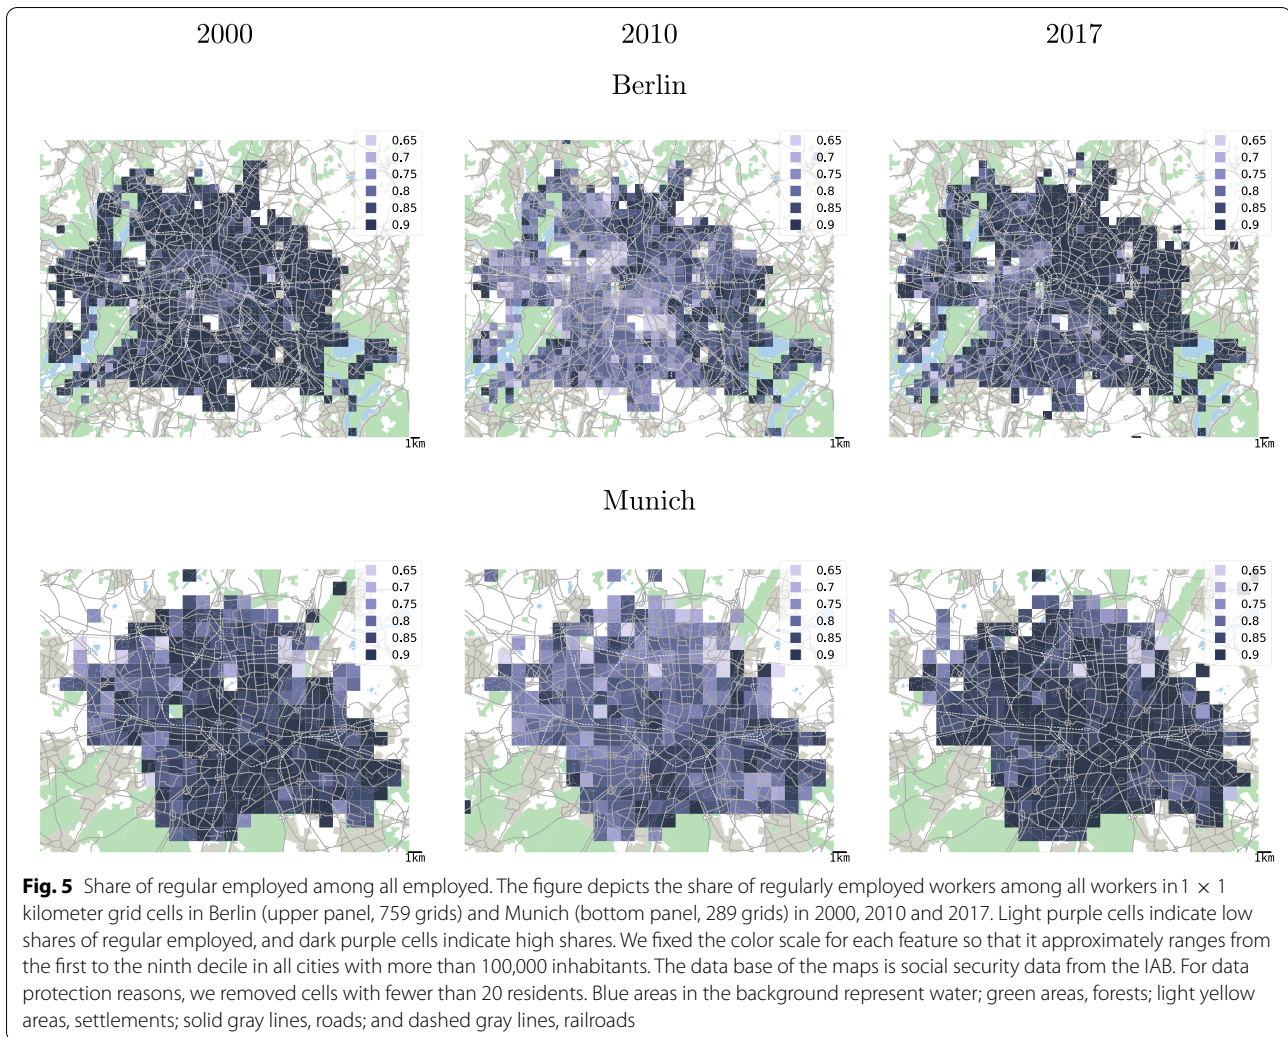 2000 2010 2017
Berlin
0.65 0.65 0.65
0.7 0.7 0.7
0.75 0.75 0.75
0.8 0.8 0.8
0.85 0.85 0.85
0.9 0.9 0.9
1km 1km 1km
Munich
0.65 0.65 0.65
0.7 0.7 0.7
0.75 0.75 0.75
0.8 0.8 0.8
0.85 0.85 0.85
0.9 0.9 0.9
1km 1km 1km
Fig. 5 Share of regular employed among all employed. The figure depicts the share of regularly employed workers among all workers in 1 × 1
kilometer grid cells in Berlin (upper panel, 759 grids) and Munich (bottom panel, 289 grids) in 2000, 2010 and 2017. Light purple cells indicate low
shares of regular employed, and dark purple cells indicate high shares. We fixed the color scale for each feature so that it approximately ranges from
the first to the ninth decile in all cities with more than 100,000 inhabitants. The data base of the maps is social security data from the IAB. For data
protection reasons, we removed cells with fewer than 20 residents. Blue areas in the background represent water; green areas, forests; light yellow
areas, settlements; solid gray lines, roads; and dashed gray lines, railroads